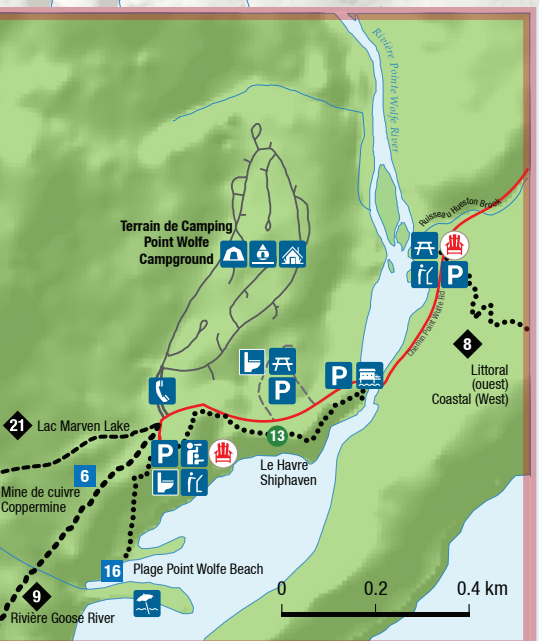 Rivière Pointe Wolfe River
Ruisseau Hueston Brook
Terrain de Camping
Point Wolfe
Campground
P
Chemin Point Wolfe Rd
8
Littoral
(ouest)
Coastal (West)
P
P
13
21 Lac Marven Lake
P
Le Havre
Shiphaven
6
Mine de cuivre
Coppermine
16 Plage Point Wolfe Beach
9
Rivière Goose River
0 0.2 0.4 km